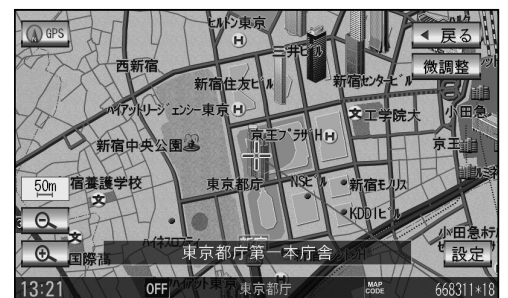 GPS
ヒルトン東京
三井ビル
戻る
微調整
西新宿
新宿住友ビル
新宿センタービル
ハイアットリージェンシー東京
工学院大
小田急
新宿中央公園
京王プラザH
京王
50m
宿養護学校
文
東京都庁
NSビル
新宿モノリス
KDDIビル
小田急ホテル
国際高
東京都庁第一本庁舎
設定
13:21
OFF
東京都庁
MAP CODE
668311*18